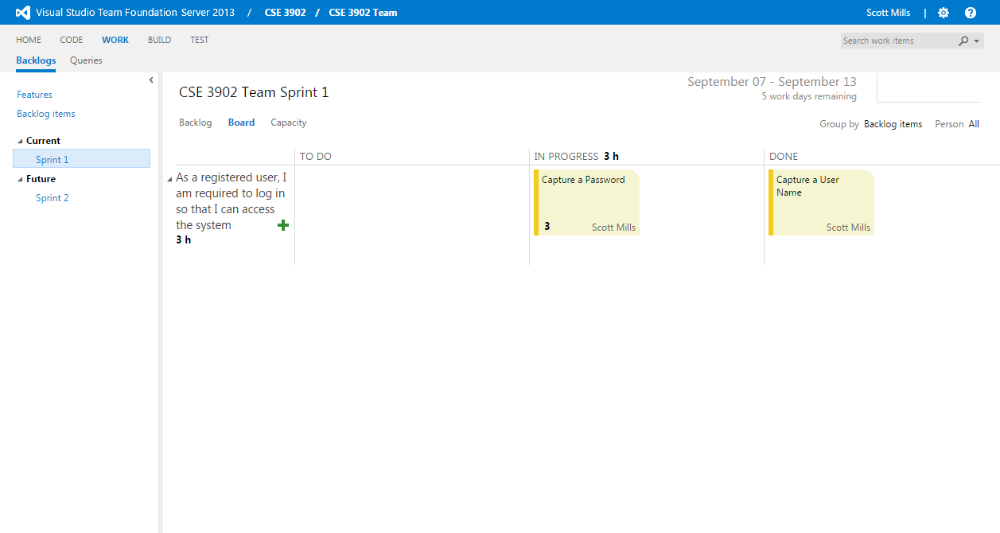 Visual Studio Team Foundation Server 2013 / CSE 3902 / CSE 3902 Team
Scott Mills |
HOME CODE WORK BUILD TEST
Search work items
Backlogs Queries
Features
Backlog items
Current
Sprint 1
Future
Sprint 2
CSE 3902 Team Sprint 1
September 07 - September 13
5 work days remaining
Backlog Board Capacity
Group by Backlog items Person All
TO DO
IN PROGRESS 3 h
DONE
As a registered user, I
am required to log in
so that I can access
the system
3 h
Capture a Password
3 Scott Mills
Capture a User
Name
Scott Mills